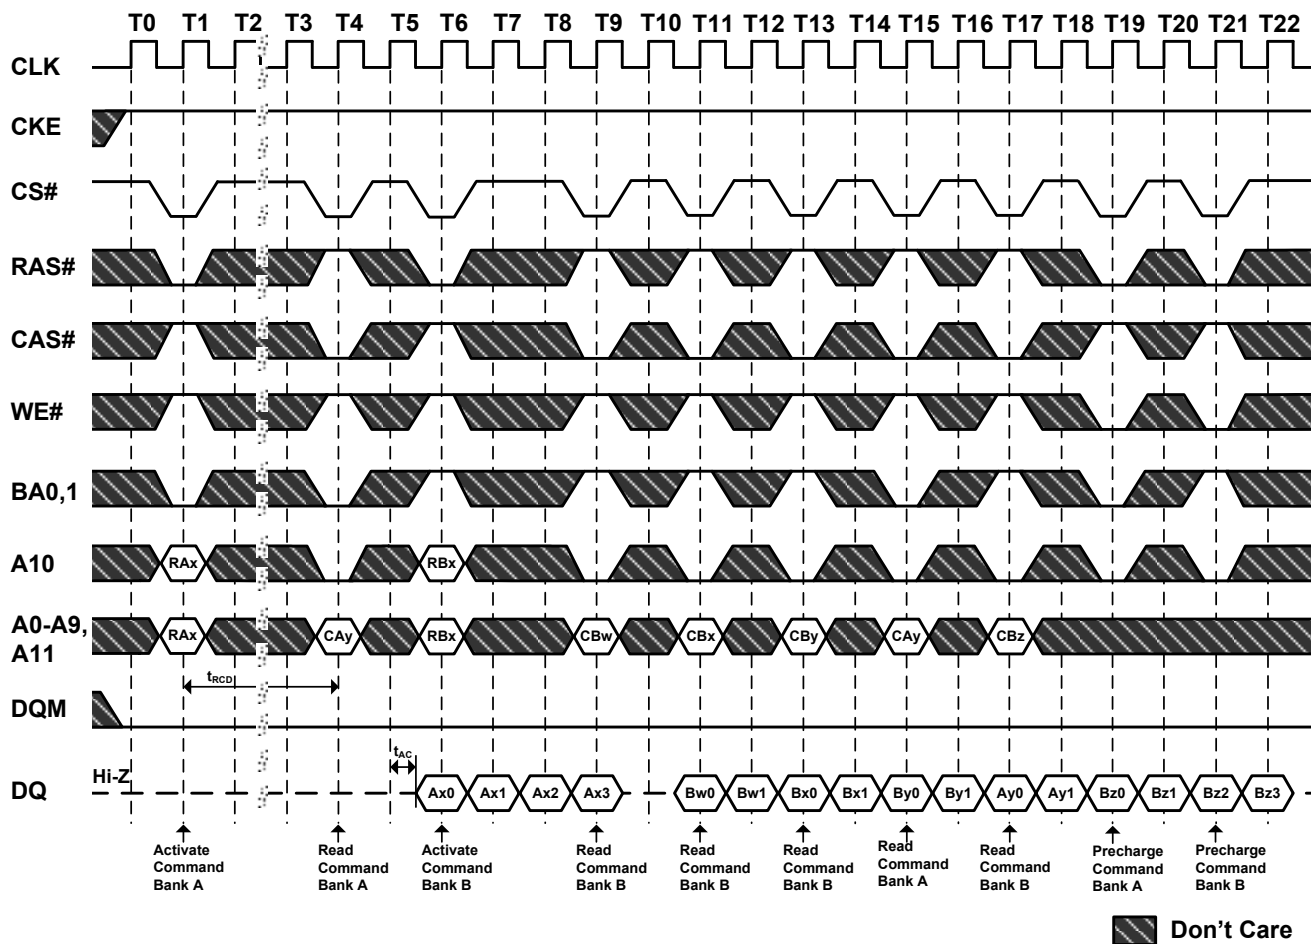 T0 T1 T2 T3 T4 T5 T6 T7 T8 T9 T10 T11 T12 T13 T14 T15 T16 T17 T18 T19 T20 T21 T22
CLK
CKE
CS#
RAS#
CAS#
WE#
BA0,1
A10 RAx RBx
A0-A9,
A11
RAx CAy RBx CBw CBx CBy CAy CBz
tRCD
DQM
tAC
Hi-Z
DQ Ax0 Ax1 Ax2 Ax3 Bw0 Bw1 Bx0 Bx1 By0 By1 Ay0 Ay1 Bz0 Bz1 Bz2 Bz3
Activate
Command
Bank A
Read
Command
Bank A
Activate
Command
Bank B
Read
Command
Bank B
Read
Command
Bank B
Read
Command
Bank B
Read
Command
Bank A
Read
Command
Bank B
Precharge
Command
Bank A
Precharge
Command
Bank B
Don't Care